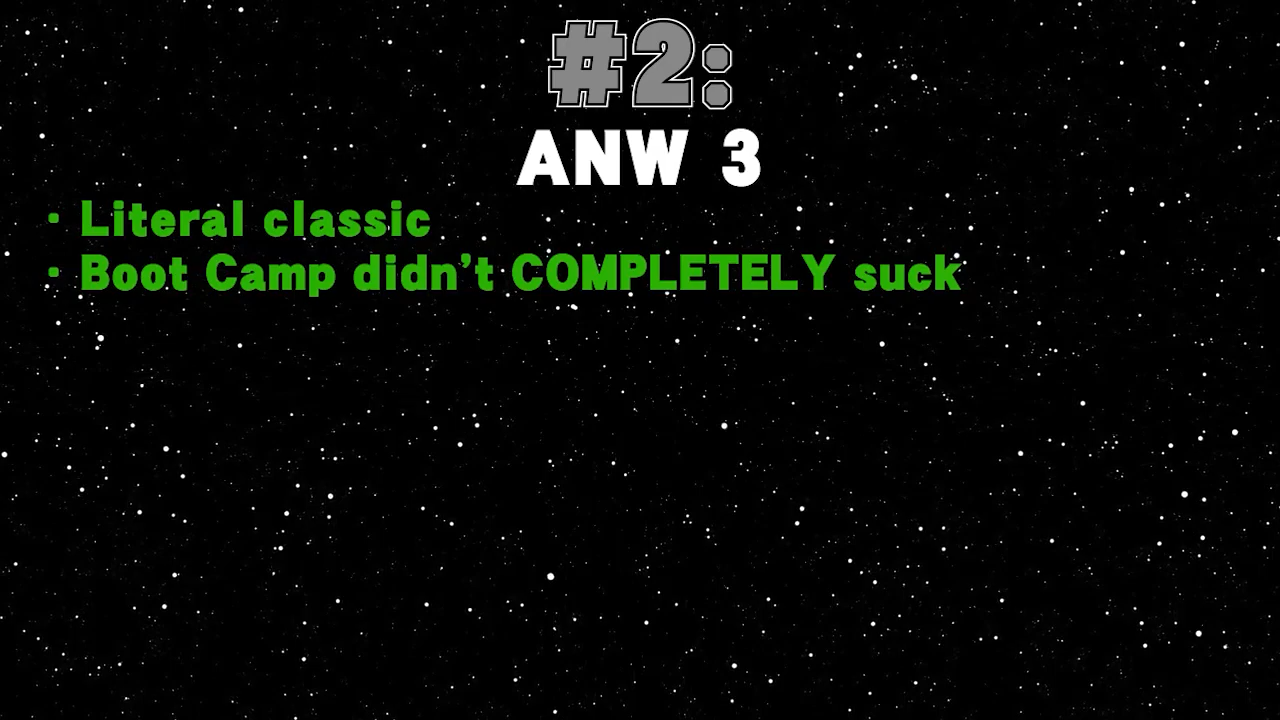 #2:
ANW 3
· Literal classic
· Boot Camp didn’t COMPLETELY suck